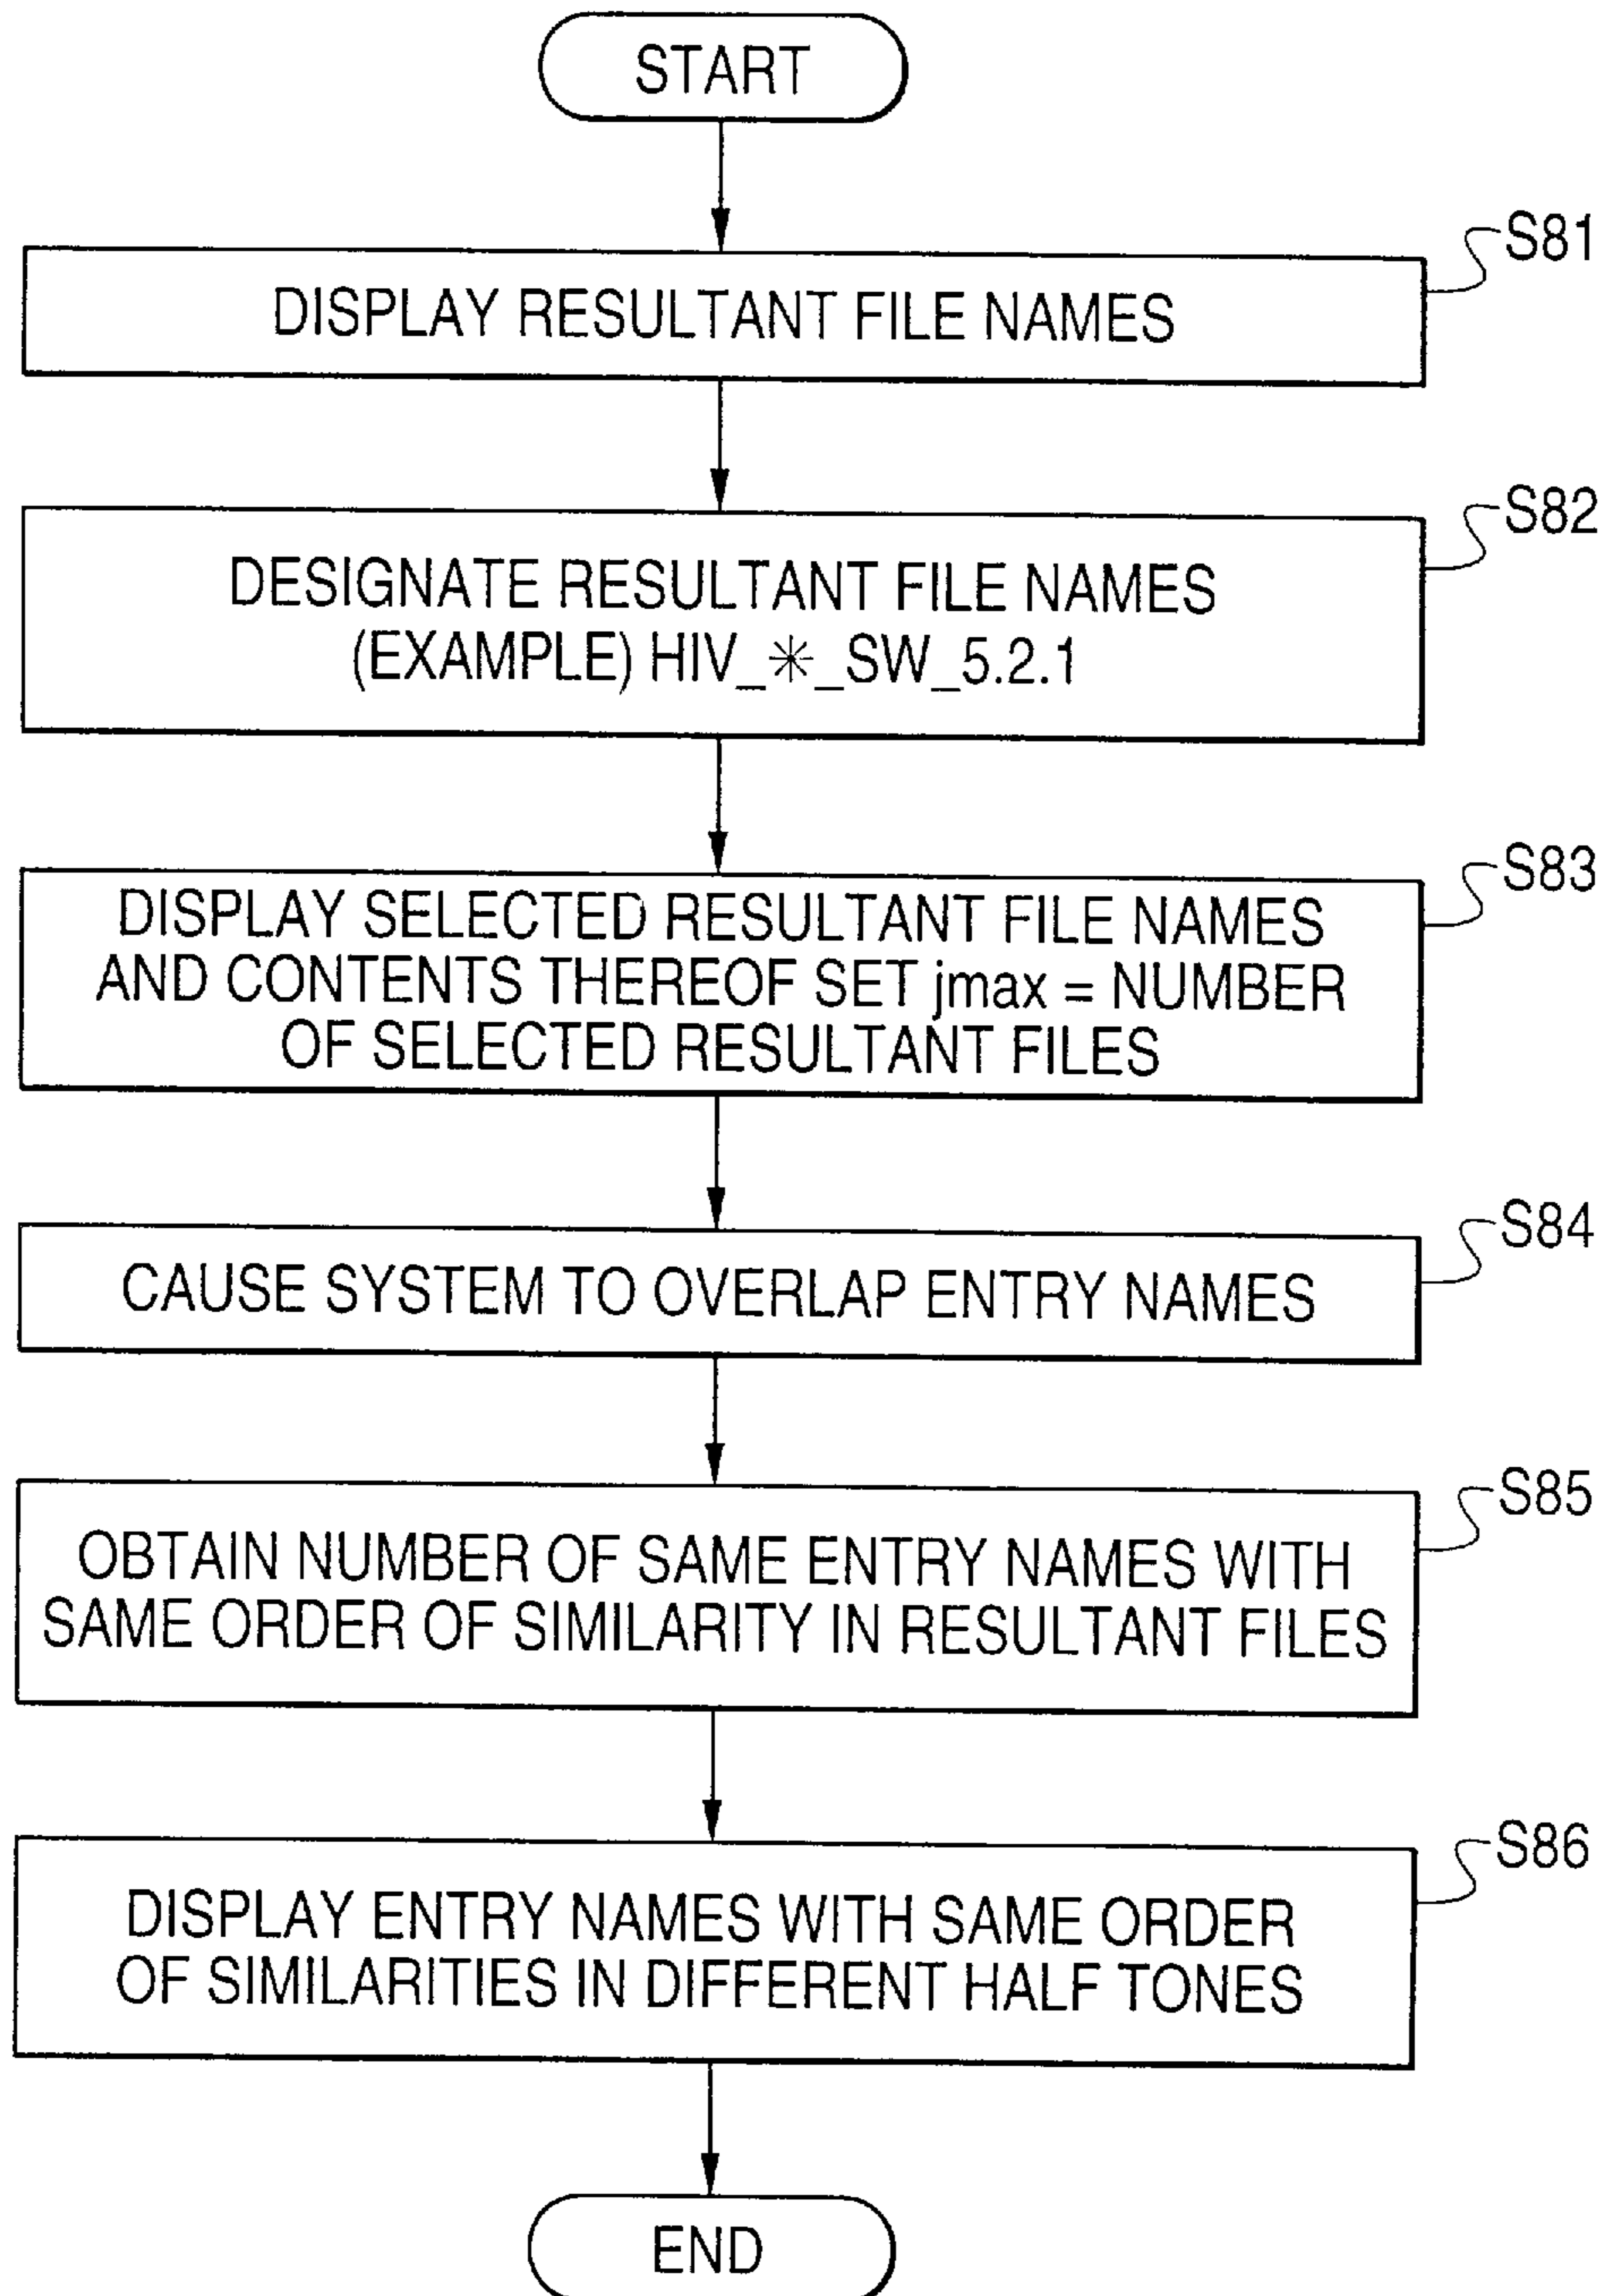 START
S81
DISPLAY RESULTANT FILE NAMES
S82
DESIGNATE RESULTANT FILE NAMES
(EXAMPLE) HIV_*_SW_5.2.1
S83
DISPLAY SELECTED RESULTANT FILE NAMES
AND CONTENTS THEREOF SET jmax = NUMBER
OF SELECTED RESULTANT FILES
S84
CAUSE SYSTEM TO OVERLAP ENTRY NAMES
S85
OBTAIN NUMBER OF SAME ENTRY NAMES WITH
SAME ORDER OF SIMILARITY IN RESULTANT FILES
S86
DISPLAY ENTRY NAMES WITH SAME ORDER
OF SIMILARITIES IN DIFFERENT HALF TONES
END